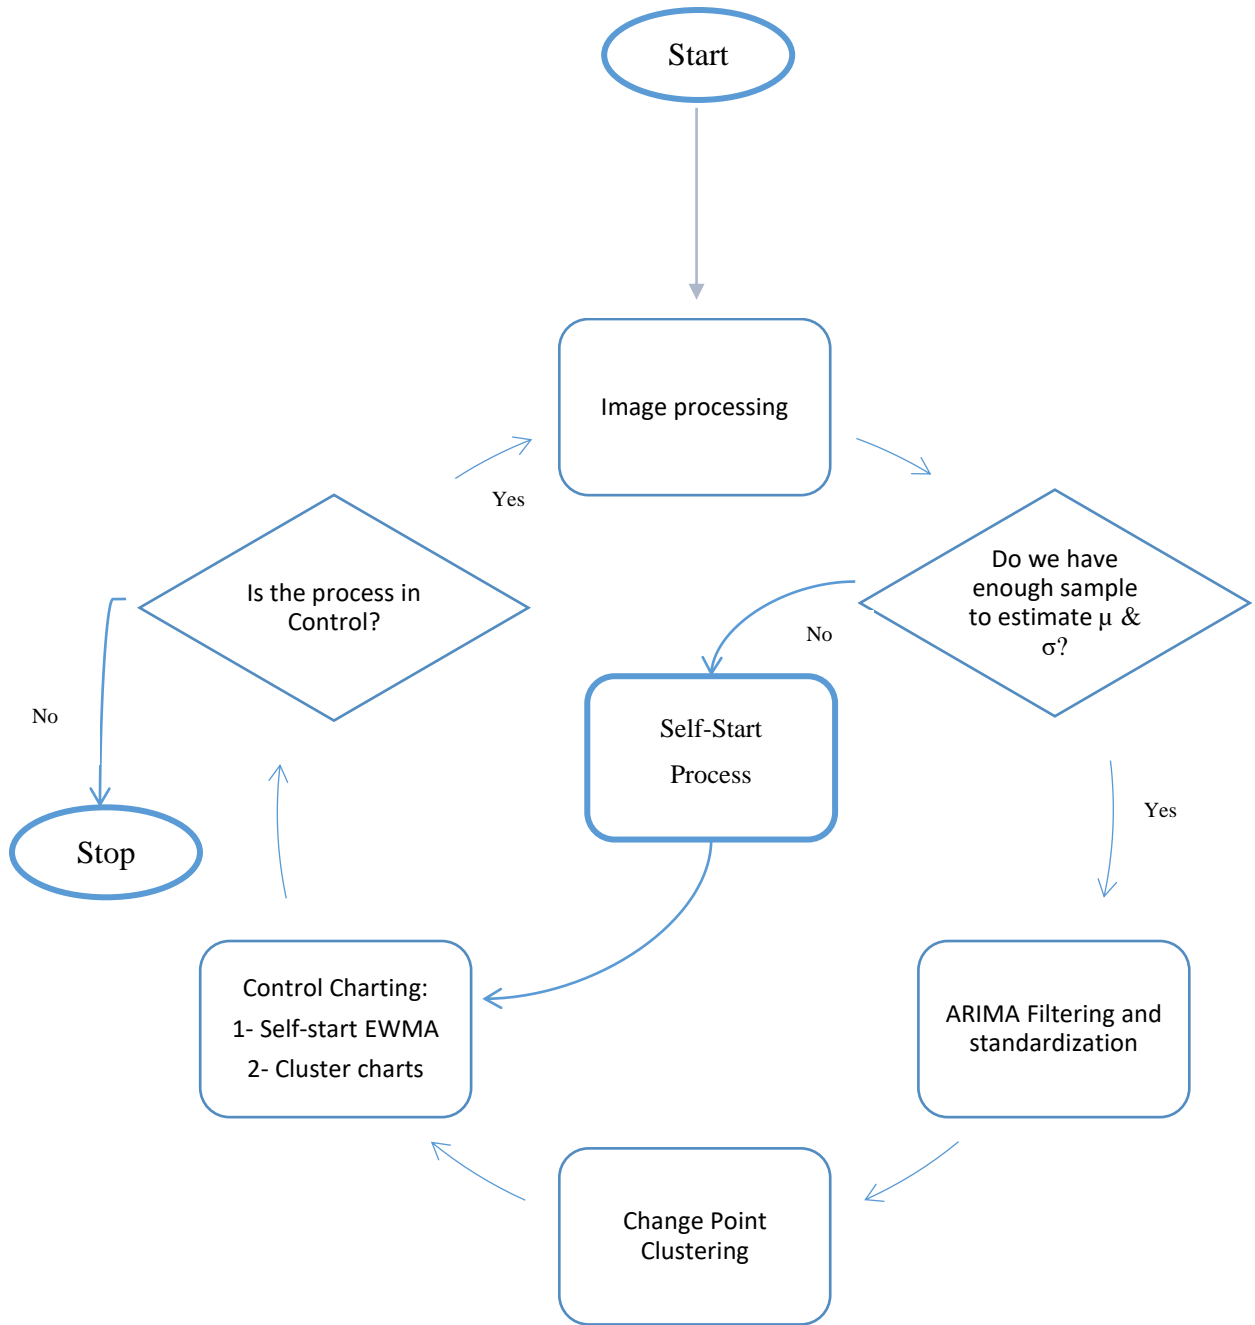 Start
Image processing
Yes
Is the process in
Control?
Do we have
enough sample
to estimate μ &
σ?
No
No
Self-Start
Process
Yes
Stop
Control Charting:
1- Self-start EWMA
2- Cluster charts
ARIMA Filtering and
standardization
Change Point
Clustering